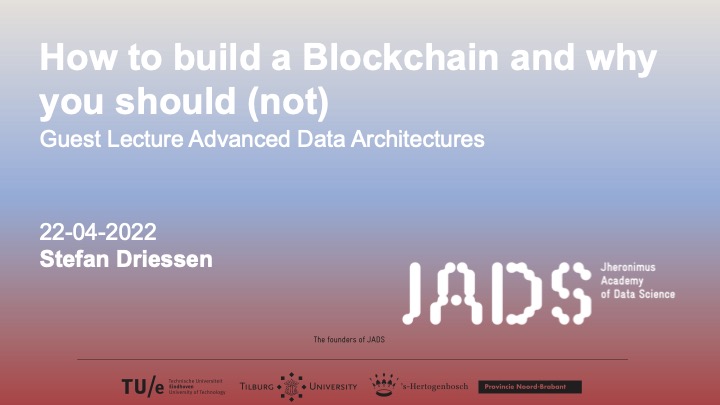 How to build a Blockchain and why
you should (not)
Guest Lecture Advanced Data Architectures
22-04-2022
Stefan Driessen
JADS
Jheronimus
Academy
of Data Science
The founders of JADS
TU/e
Technische Universiteit
Eindhoven
University of Technology
TILBURG UNIVERSITY
's-Hertogenbosch
Provincie Noord-Brabant